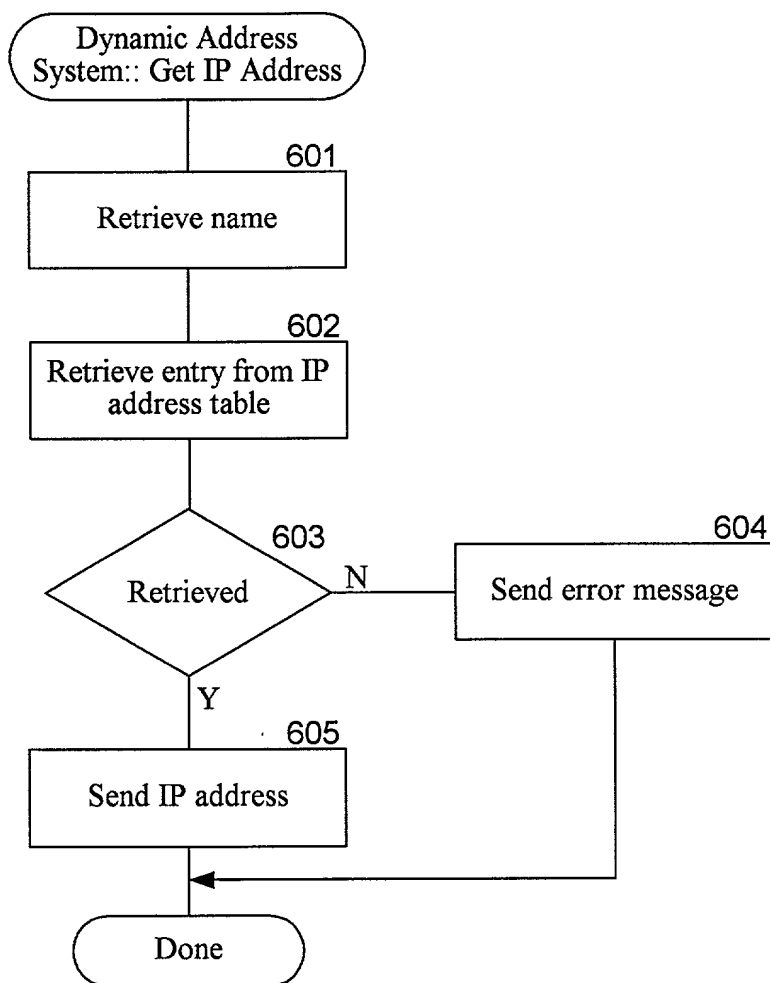 Dynamic Address
System:: Get IP Address
601
Retrieve name
602
Retrieve entry from IP
address table
603
Retrieved
N
604
Send error message
Y
605
Send IP address
Done